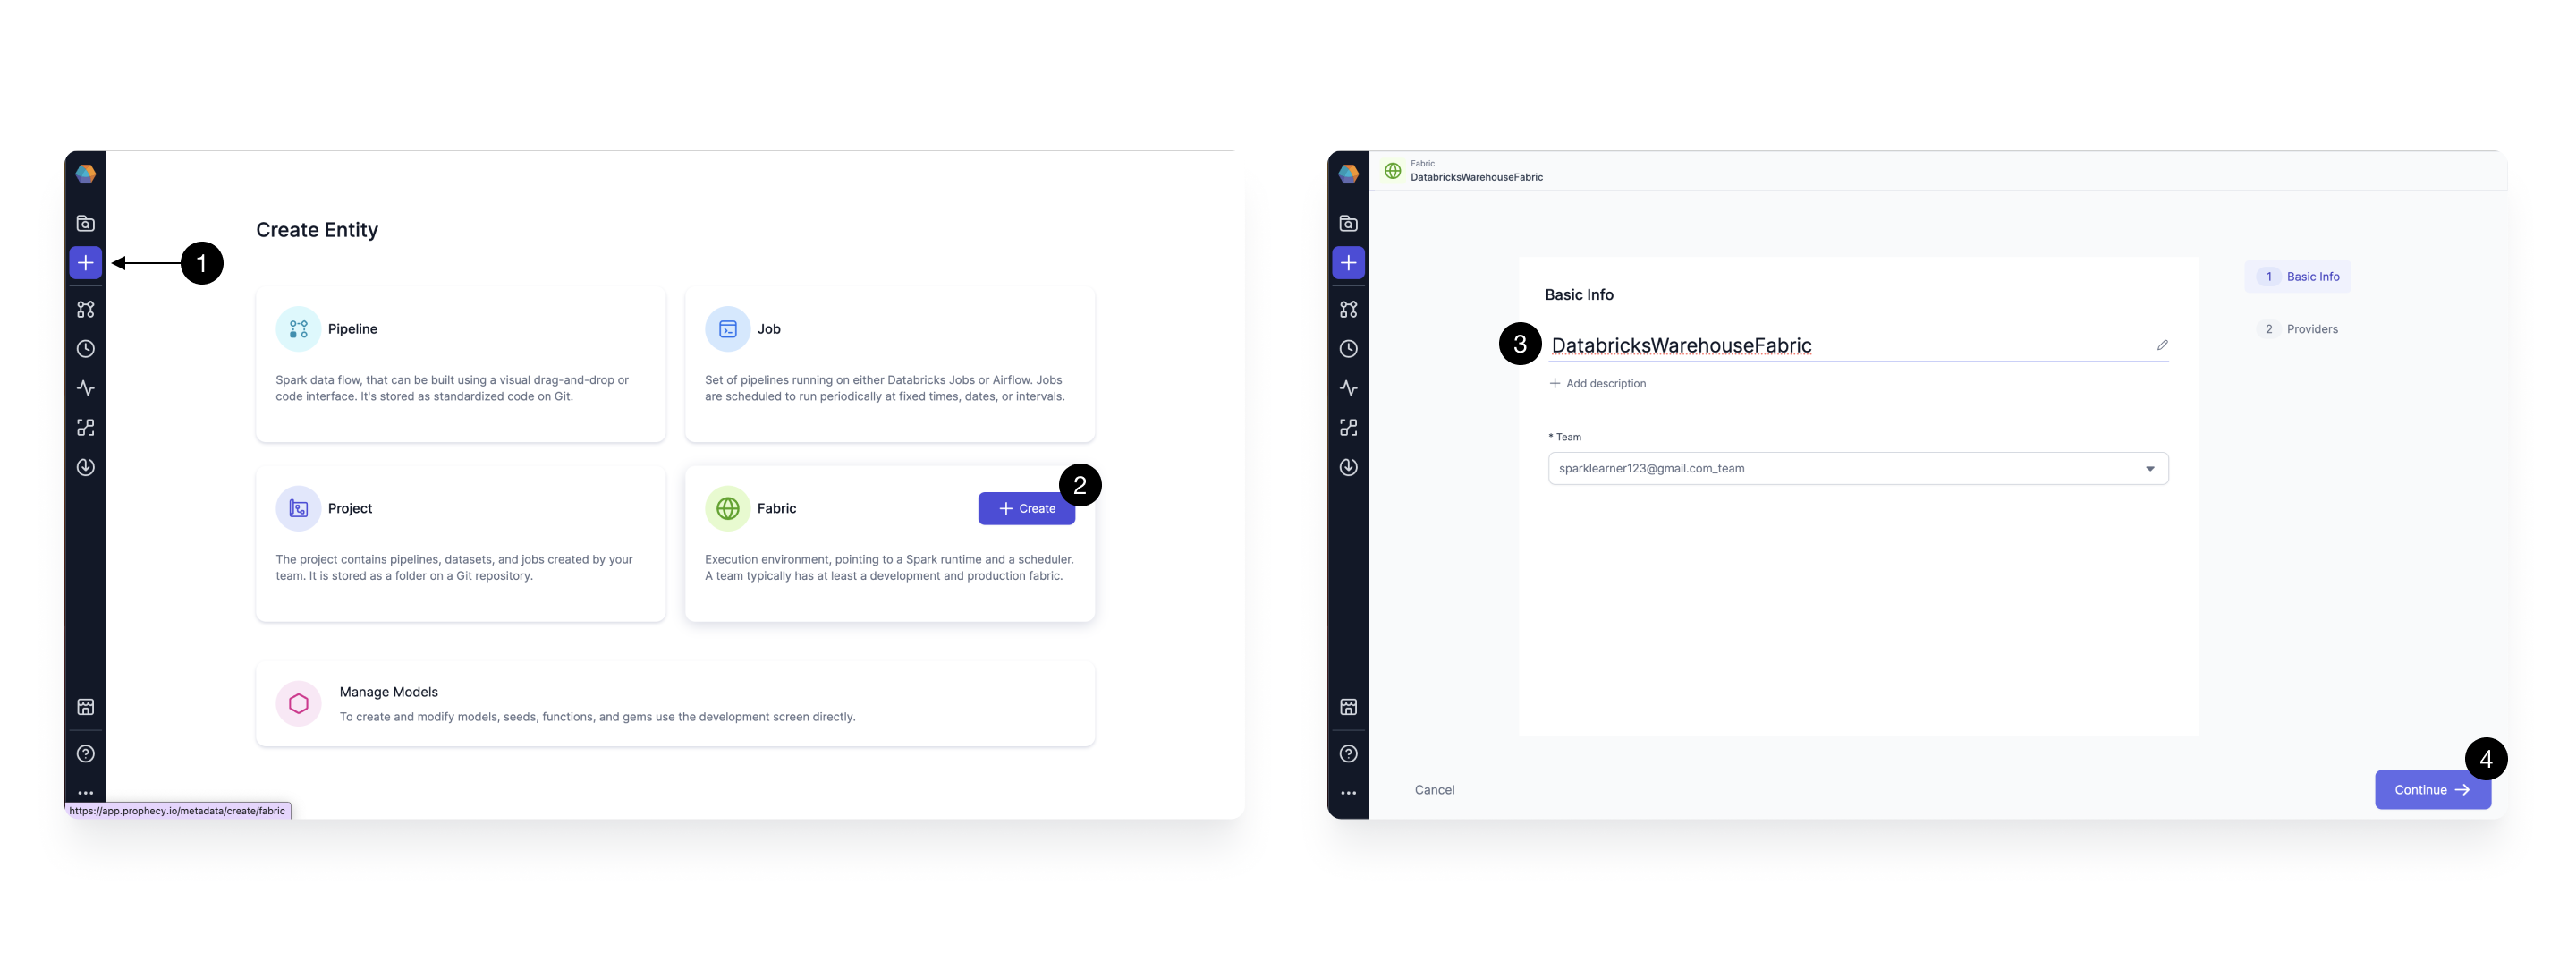 Create Entity
1
Pipeline
Spark data flow, that can be built using a visual drag-and-drop or
code interface. It's stored as standardized code on Git.
Job
Set of pipelines running on either Databricks Jobs or Airflow. Jobs
are scheduled to run periodically at fixed times, dates, or intervals.
Project
The project contains pipelines, datasets, and jobs created by your
team. It is stored as a folder on a Git repository.
2
Fabric
Create
Execution environment, pointing to a Spark runtime and a scheduler.
A team typically has at least a development and production fabric.
Manage Models
To create and modify models, seeds, functions, and gems use the development screen directly.
https://app.prophecy.io/metadata/create/fabric
Fabric
DatabricksWarehouseFabric
Basic Info
3
DatabricksWarehouseFabric
Add description
* Team
sparklearner123@gmail.com_team
1 Basic Info
2 Providers
4
Cancel
Continue